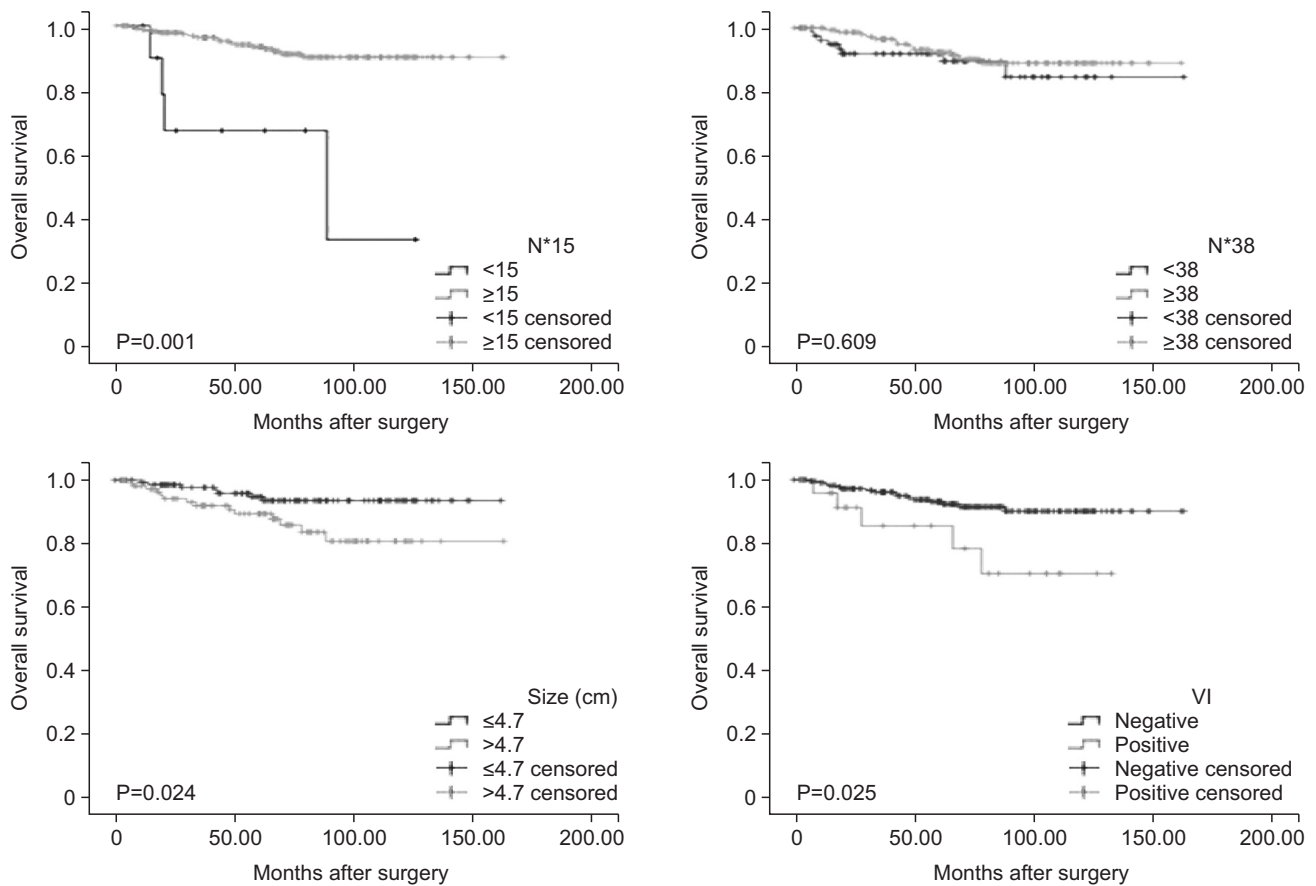 1.0
0.8
0.6
0.4
0.2
0
Overall survival
N*15
<15
≥15
<15 censored
≥15 censored
P=0.001
0 50.00 100.00 150.00 200.00
Months after surgery
1.0
0.8
0.6
0.4
0.2
0
Overall survival
N*38
<38
≥38
<38 censored
≥38 censored
P=0.609
0 50.00 100.00 150.00 200.00
Months after surgery
1.0
0.8
0.6
0.4
0.2
0
Overall survival
Size (cm)
≤4.7
>4.7
≤4.7 censored
>4.7 censored
P=0.024
0 50.00 100.00 150.00 200.00
Months after surgery
1.0
0.8
0.6
0.4
0.2
0
Overall survival
VI
Negative
Positive
Negative censored
Positive censored
P=0.025
0 50.00 100.00 150.00 200.00
Months after surgery